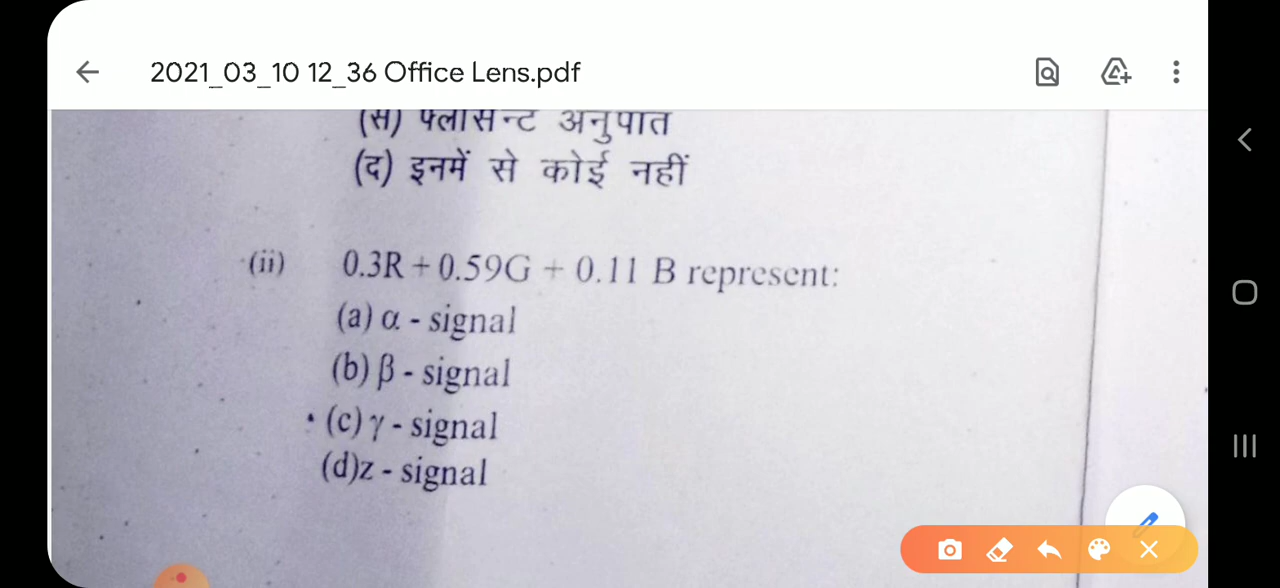 2021_03_10 12_36 Office Lens.pdf
(स) फ्लासेन्ट अनुपात
(द) इनमें से कोई नहीं
(ii) 0.3R + 0.59G + 0.11 B represent:
(a) α - signal
(b) β - signal
(c) γ - signal
(d)z - signal